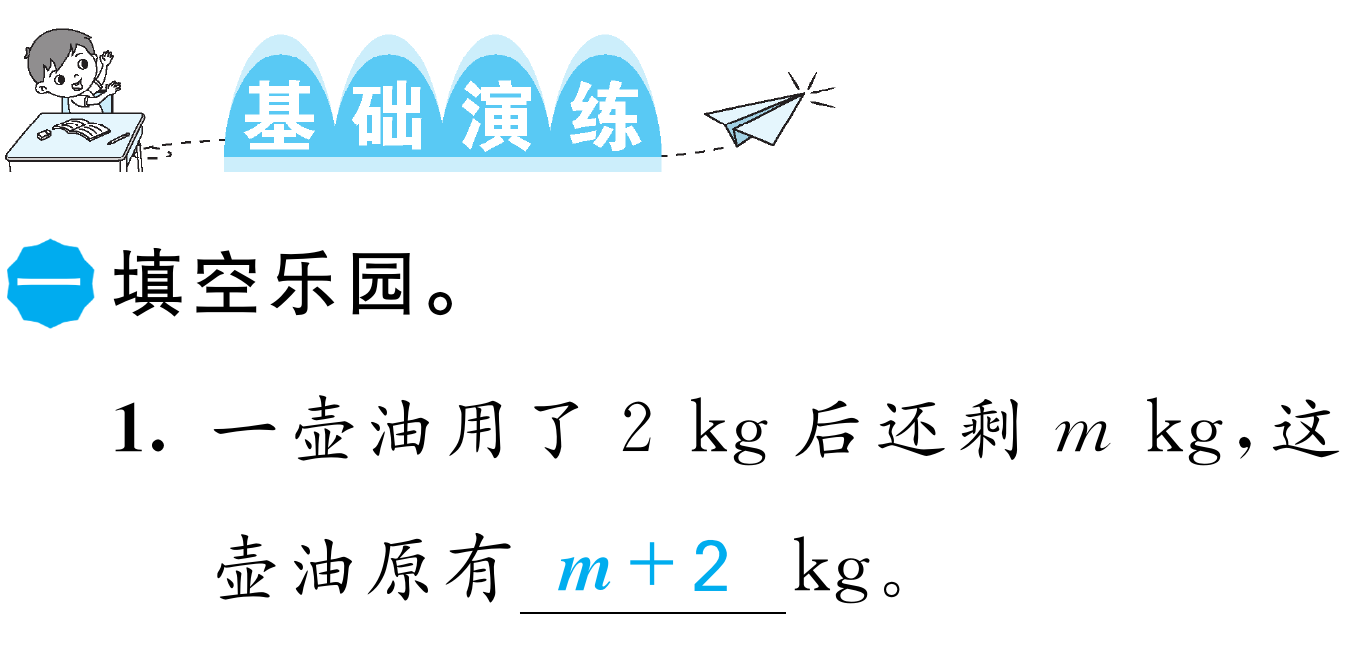 基础演练
一 填空乐园。
1. 一壶油用了 2 kg 后还剩 m kg,这
壶油原有 m+2 kg。